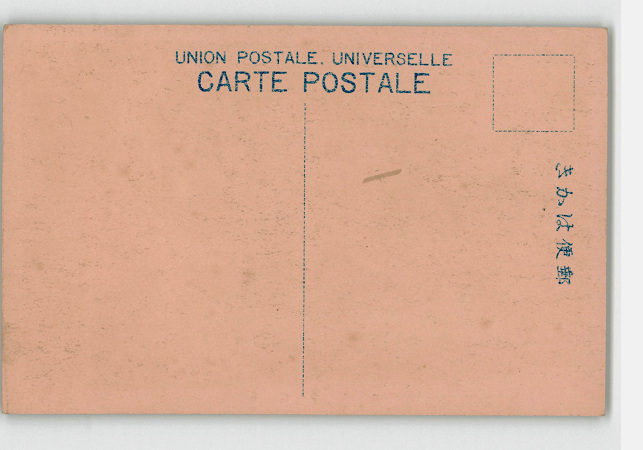 UNION POSTALE. UNIVERSELLE
CARTE POSTALE
郵便はかき